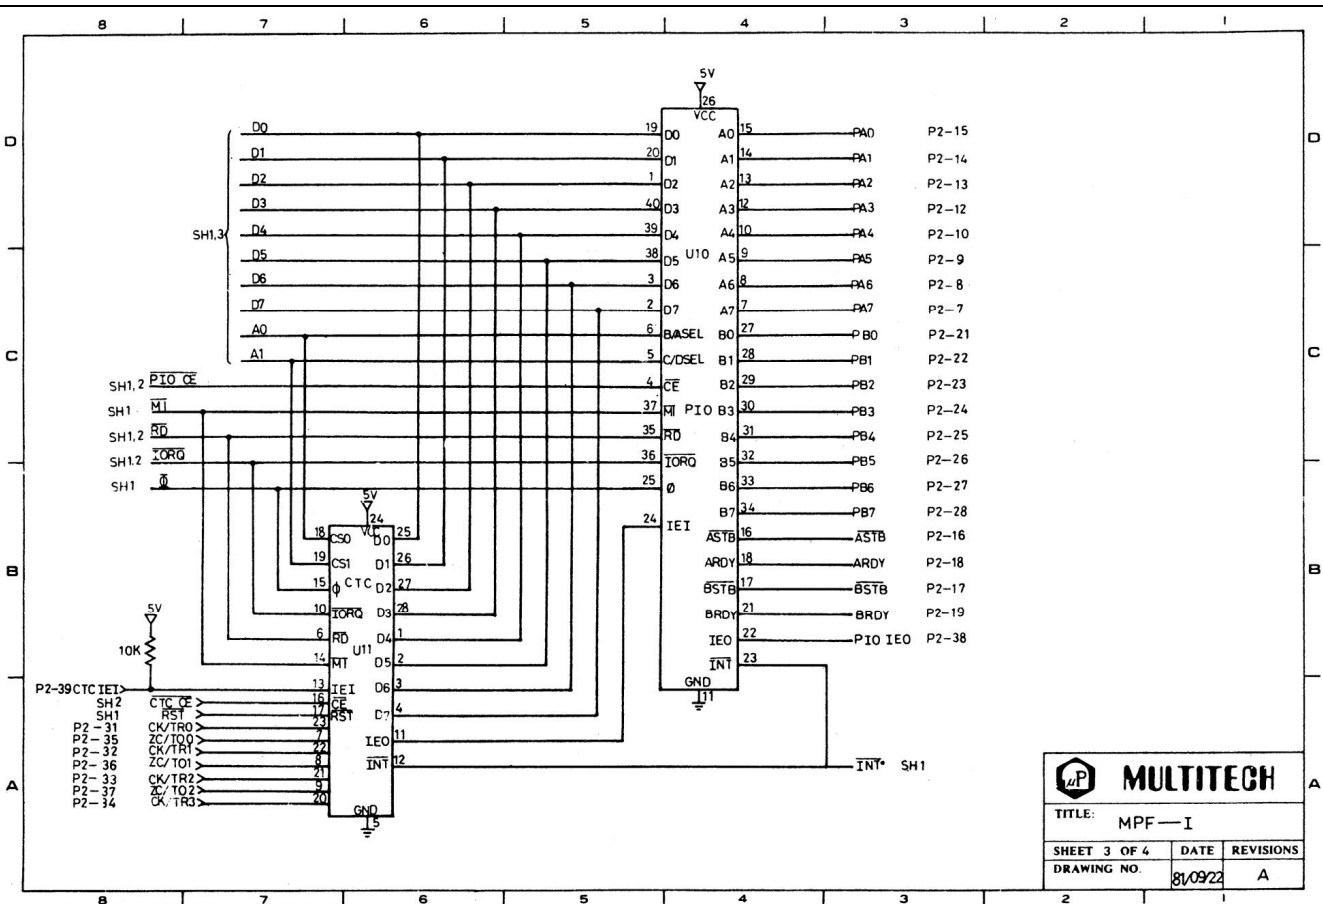 8 7 6 5 4 3 2 1
5V
26
VCC
D0 19 D0 A0 15 PA0 P2-15
D D
D1 20 D1 A1 14 PA1 P2-14
D2 1 D2 A2 13 PA2 P2-13
D3 40 D3 A3 12 PA3 P2-12
SH1,3 D4 39 D4 A4 10 PA4 P2-10
D5 38 D5 U10 A5 9 PA5 P2-9
D6 3 D6 A6 8 PA6 P2-8
D7 2 D7 A7 7 PA7 P2-7
A0 6 B/ASEL B0 27 PB0 P2-21
C C
A1 5 C/DSEL B1 28 PB1 P2-22
SH1,2 PIO CE 4 CE B2 29 PB2 P2-23
SH1 M1 37 M1 PIO B3 30 PB3 P2-24
SH1,2 RD 35 RD B4 31 PB4 P2-25
SH1,2 IORQ 36 IORQ B5 32 PB5 P2-26
SH1 Φ 25 Ø B6 33 PB6 P2-27
5V B7 34 PB7 P2-28
24 IEI
24
VCC
18 CS0 D0 25 ASTB 16 ASTB P2-16
19 CS1 D1 26 ARDY 18 ARDY P2-18
B B
15 ϕ CTC D2 27 BSTB 17 BSTB P2-17
5V 10 IORQ D3 28 BRDY 21 BRDY P2-19
6 RD D4 1 IEO 22 PIO IEO P2-38
10K U11
14 M1 D5 2 INT 23
GND
11
P2-39 CTC IEI 13 IEI D6 3
SH2 CTC CE 16 CE
SH1 RST 17 RST D7 4
P2-31 CK/TR0 23
P2-35 ZC/TO0 7 IEO 11
P2-32 CK/TR1 22
P2-36 ZC/TO1 8 INT 12 INT SH1
P2-33 CK/TR2 21
P2-37 ZC/TO2 9
P2-34 CK/TR3 20
A A
GND
5
µP MULTITECH
TITLE:
MPF—I
SHEET 3 OF 4 DATE REVISIONS
DRAWING NO. 81/09/22 A
8 7 6 5 4 3 2 1